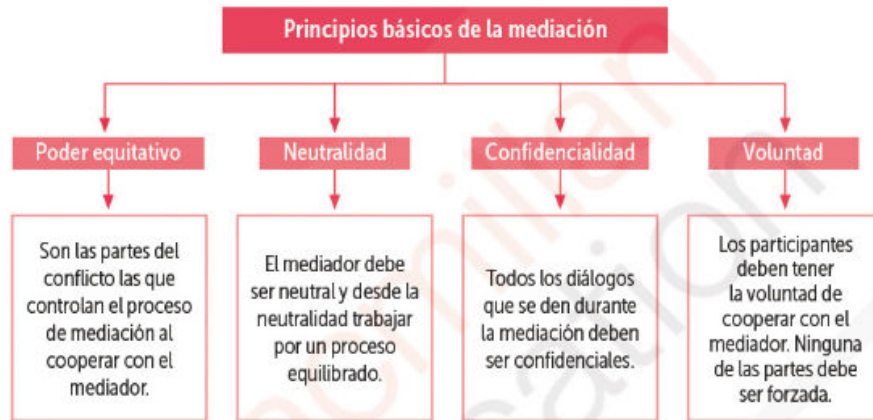 Principios básicos de la mediación
Poder equitativo
Son las partes del
conflicto las que
controlan el proceso
de mediación al
cooperar con el
mediador.
Neutralidad
El mediador debe
ser neutral y desde la
neutralidad trabajar
por un proceso
equilibrado.
Confidencialidad
Todos los diálogos
que se den durante
la mediación deben
ser confidenciales.
Voluntad
Los participantes
deben tener
la voluntad de
cooperar con el
mediador. Ninguna
de las partes debe
ser forzada.